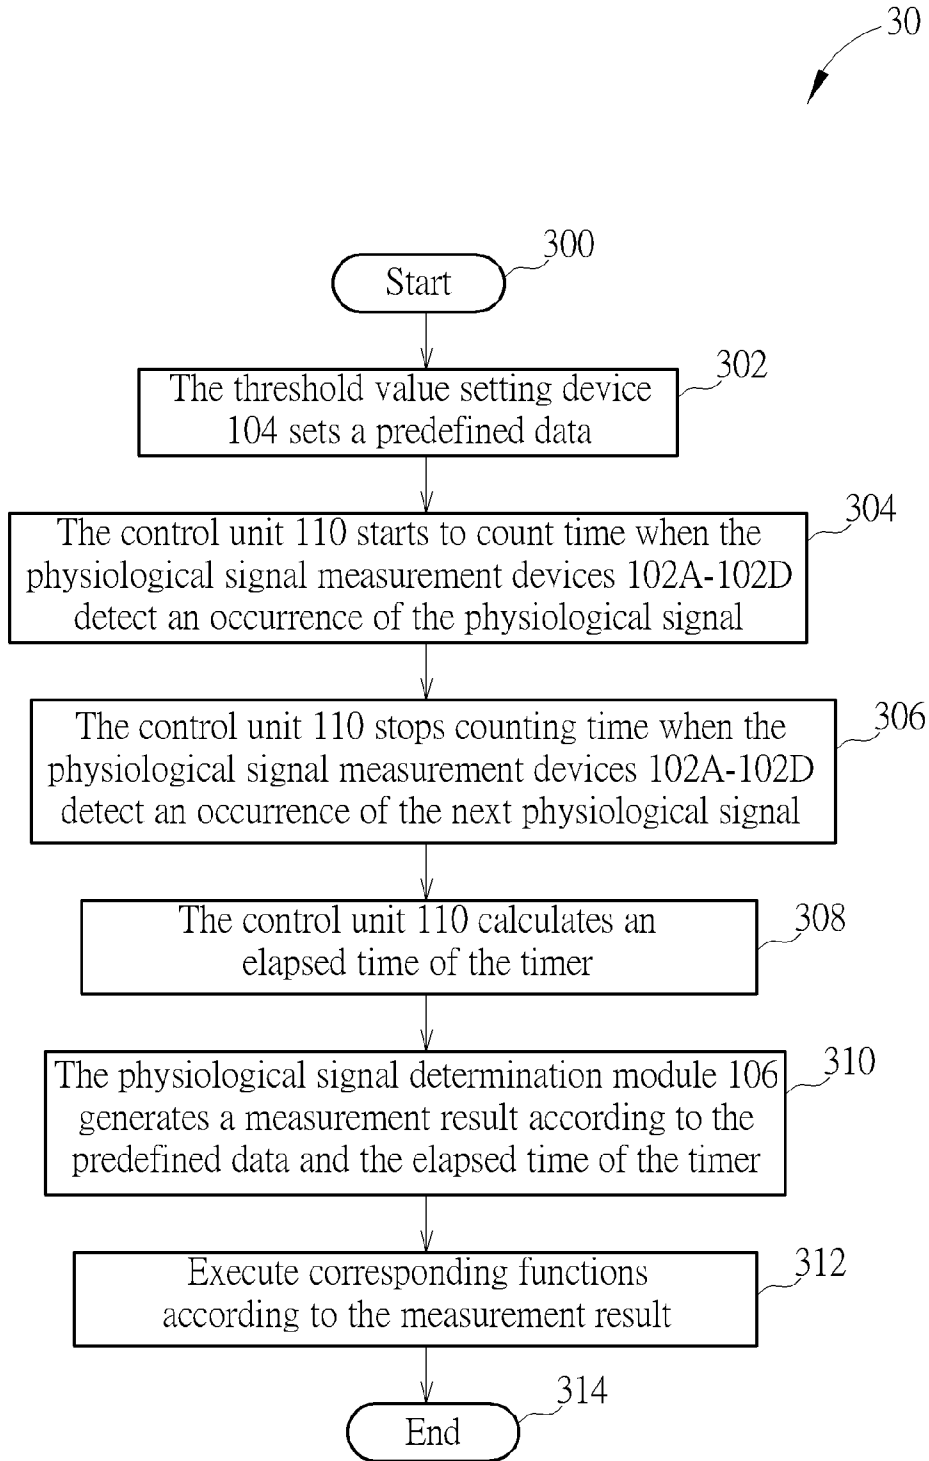 30
300
Start
302
The threshold value setting device
104 sets a predefined data
304
The control unit 110 starts to count time when the
physiological signal measurement devices 102A-102D
detect an occurrence of the physiological signal
306
The control unit 110 stops counting time when the
physiological signal measurement devices 102A-102D
detect an occurrence of the next physiological signal
308
The control unit 110 calculates an
elapsed time of the timer
310
The physiological signal determination module 106
generates a measurement result according to the
predefined data and the elapsed time of the timer
312
Execute corresponding functions
according to the measurement result
314
End